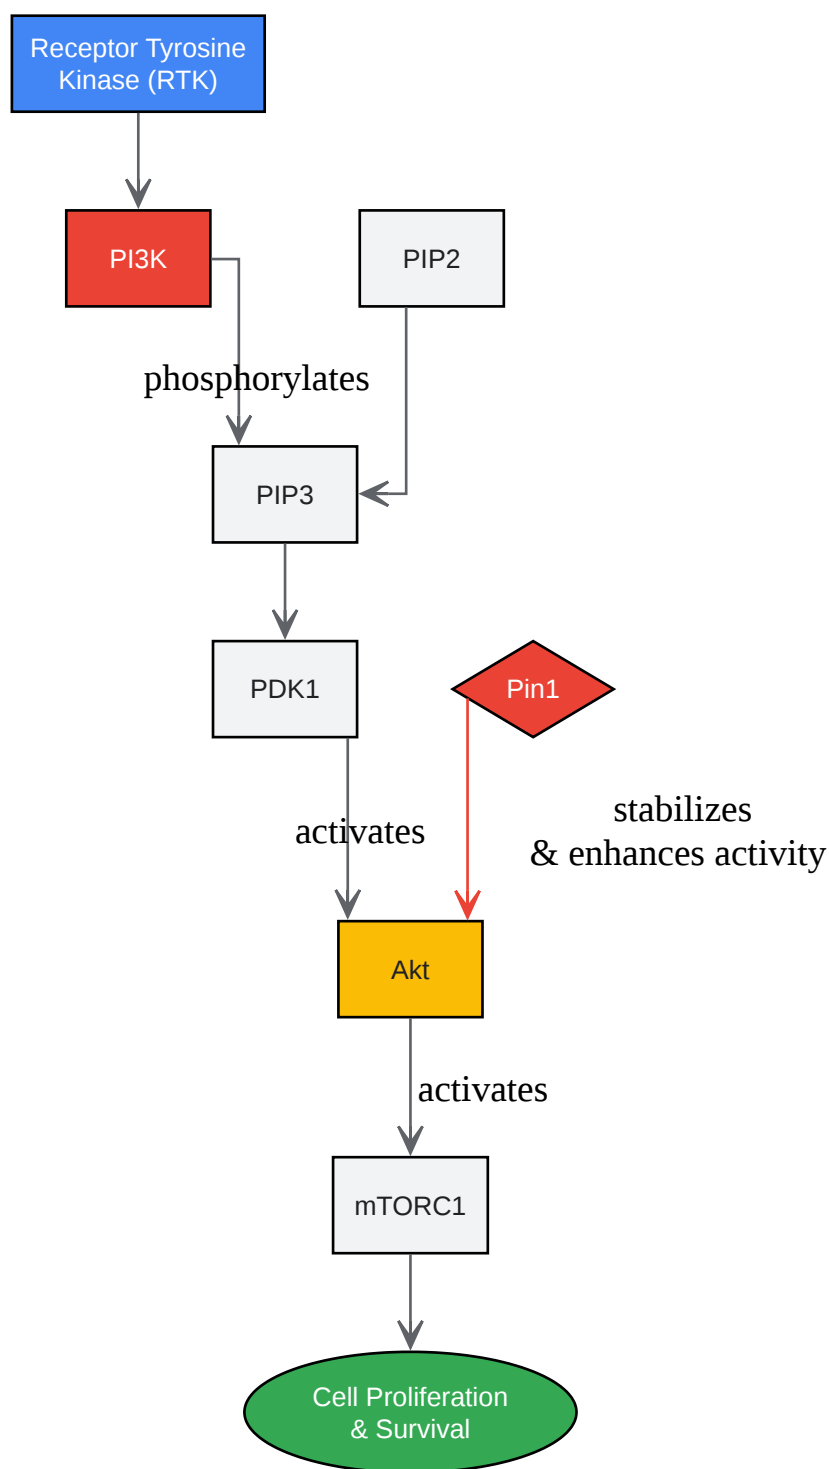 Receptor Tyrosine
Kinase (RTK)
PI3K
PIP2
phosphorylates
PIP3
PDK1
Pin1
activates
stabilizes
& enhances activity
Akt
activates
mTORC1
Cell Proliferation
& Survival